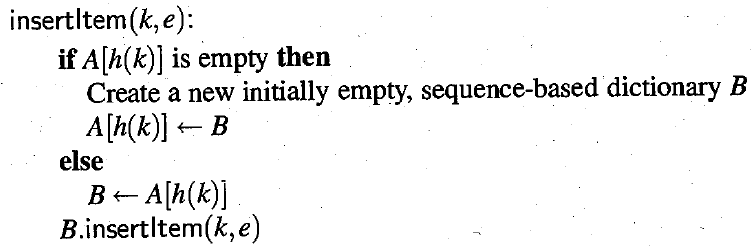 insertItem(k,e):
if A[h(k)] is empty then
Create a new initially empty, sequence-based dictionary B
A[h(k)] ← B
else
B ← A[h(k)]
B.insertItem(k,e)